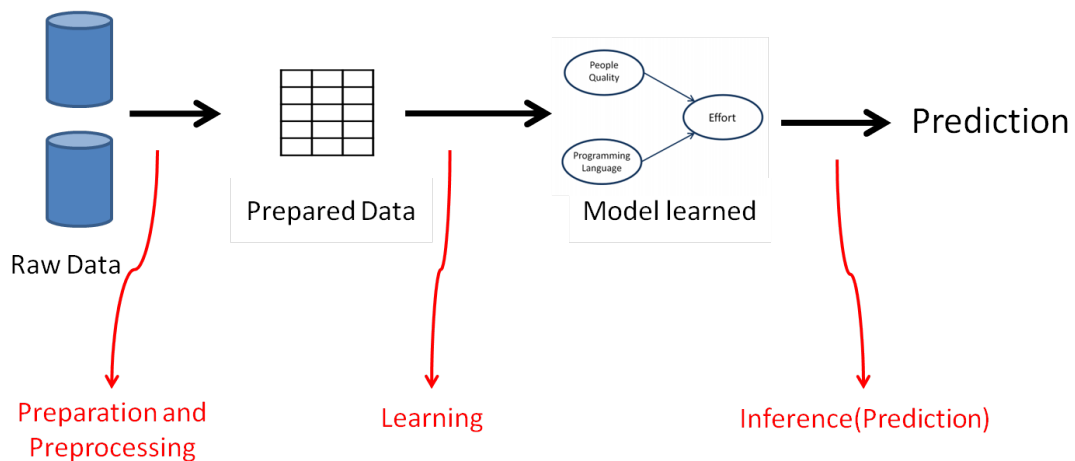 People
Quality
Effort
Programming
Language
Prediction
Prepared Data
Model learned
Raw Data
Preparation and
Preprocessing
Learning
Inference(Prediction)